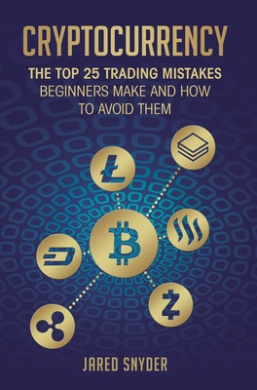 CRYPTOCURRENCY
THE TOP 25 TRADING MISTAKES
BEGINNERS MAKE AND HOW
TO AVOID THEM
JARED SNYDER